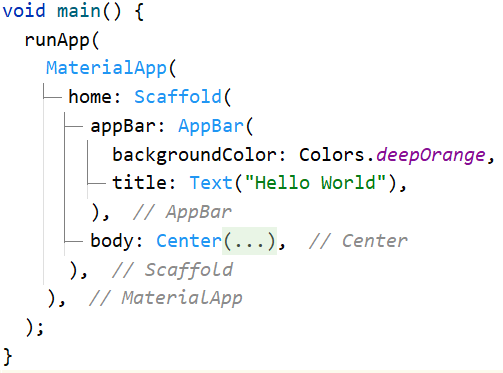 void main() {
  runApp(
    MaterialApp(
      home: Scaffold(
        appBar: AppBar(
          backgroundColor: Colors.deepOrange,
          title: Text("Hello World"),
        ),  // AppBar
        body: Center(...),  // Center
      ),  // Scaffold
    ),  // MaterialApp
  );
}